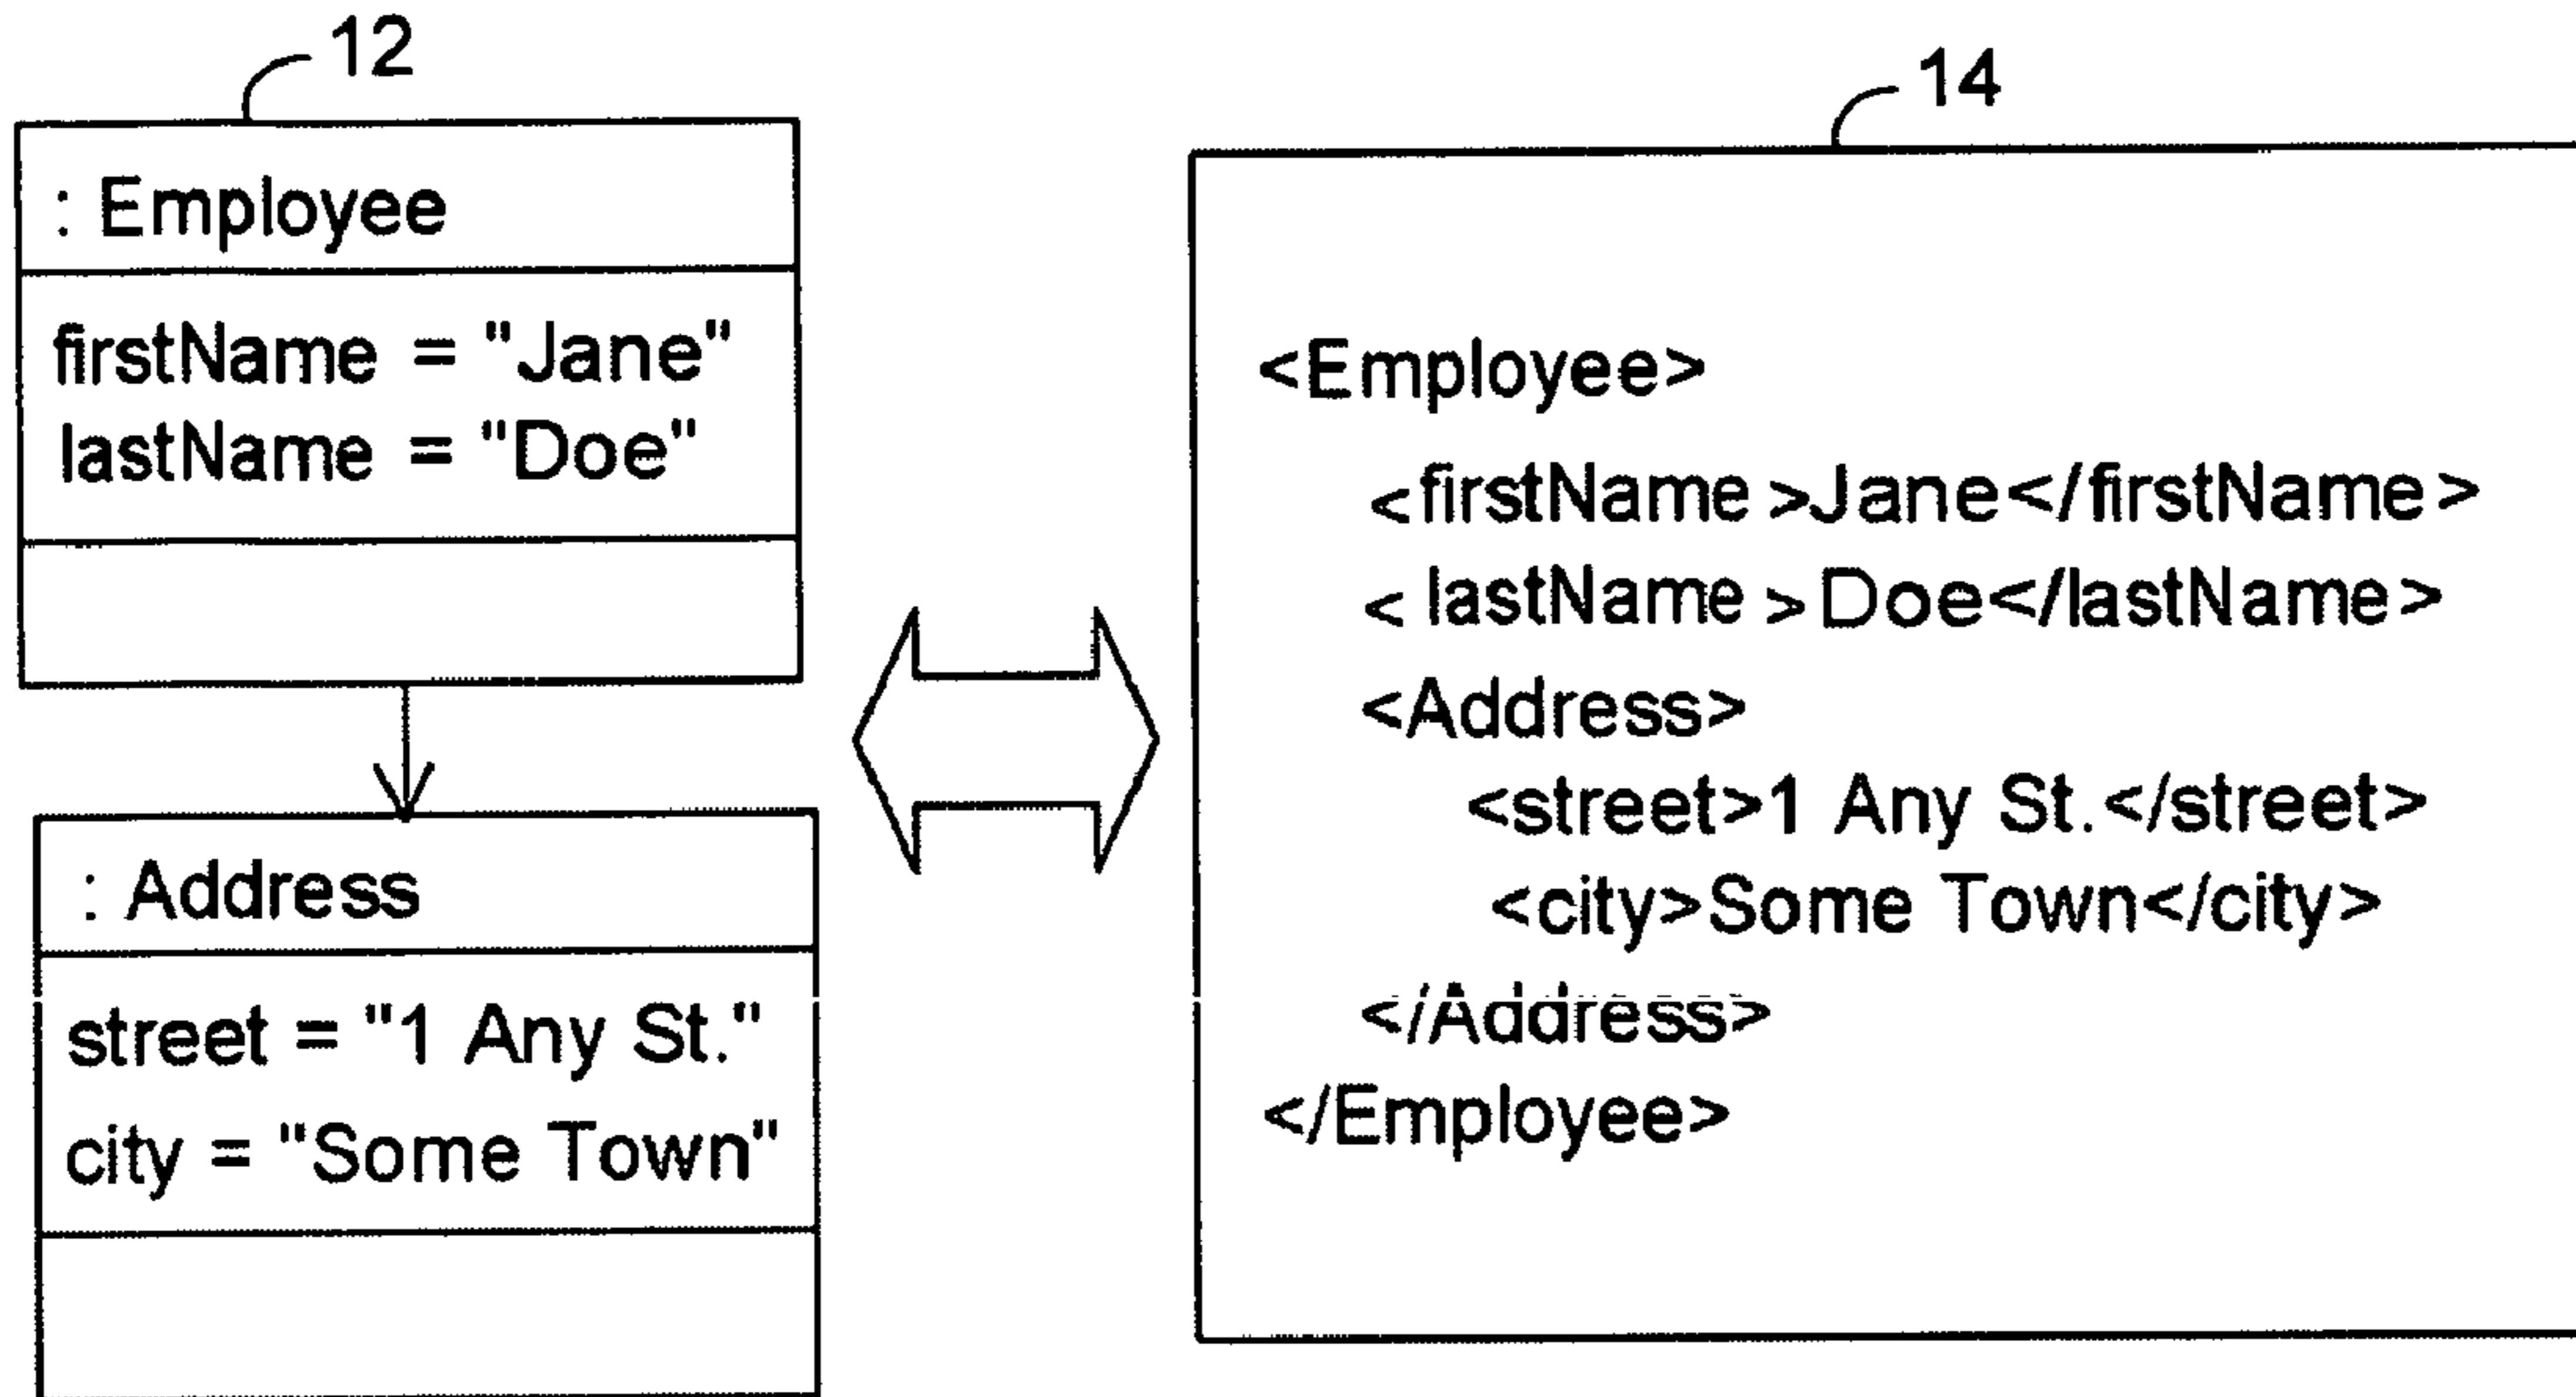 12
: Employee
firstName = "Jane"
lastName = "Doe"
: Address
street = "1 Any St."
city = "Some Town"
14
<Employee>
<firstName >Jane</firstName>
< lastName >Doe</lastName>
<Address>
<street>1 Any St.</street>
<city>Some Town</city>
</Address>
</Employee>